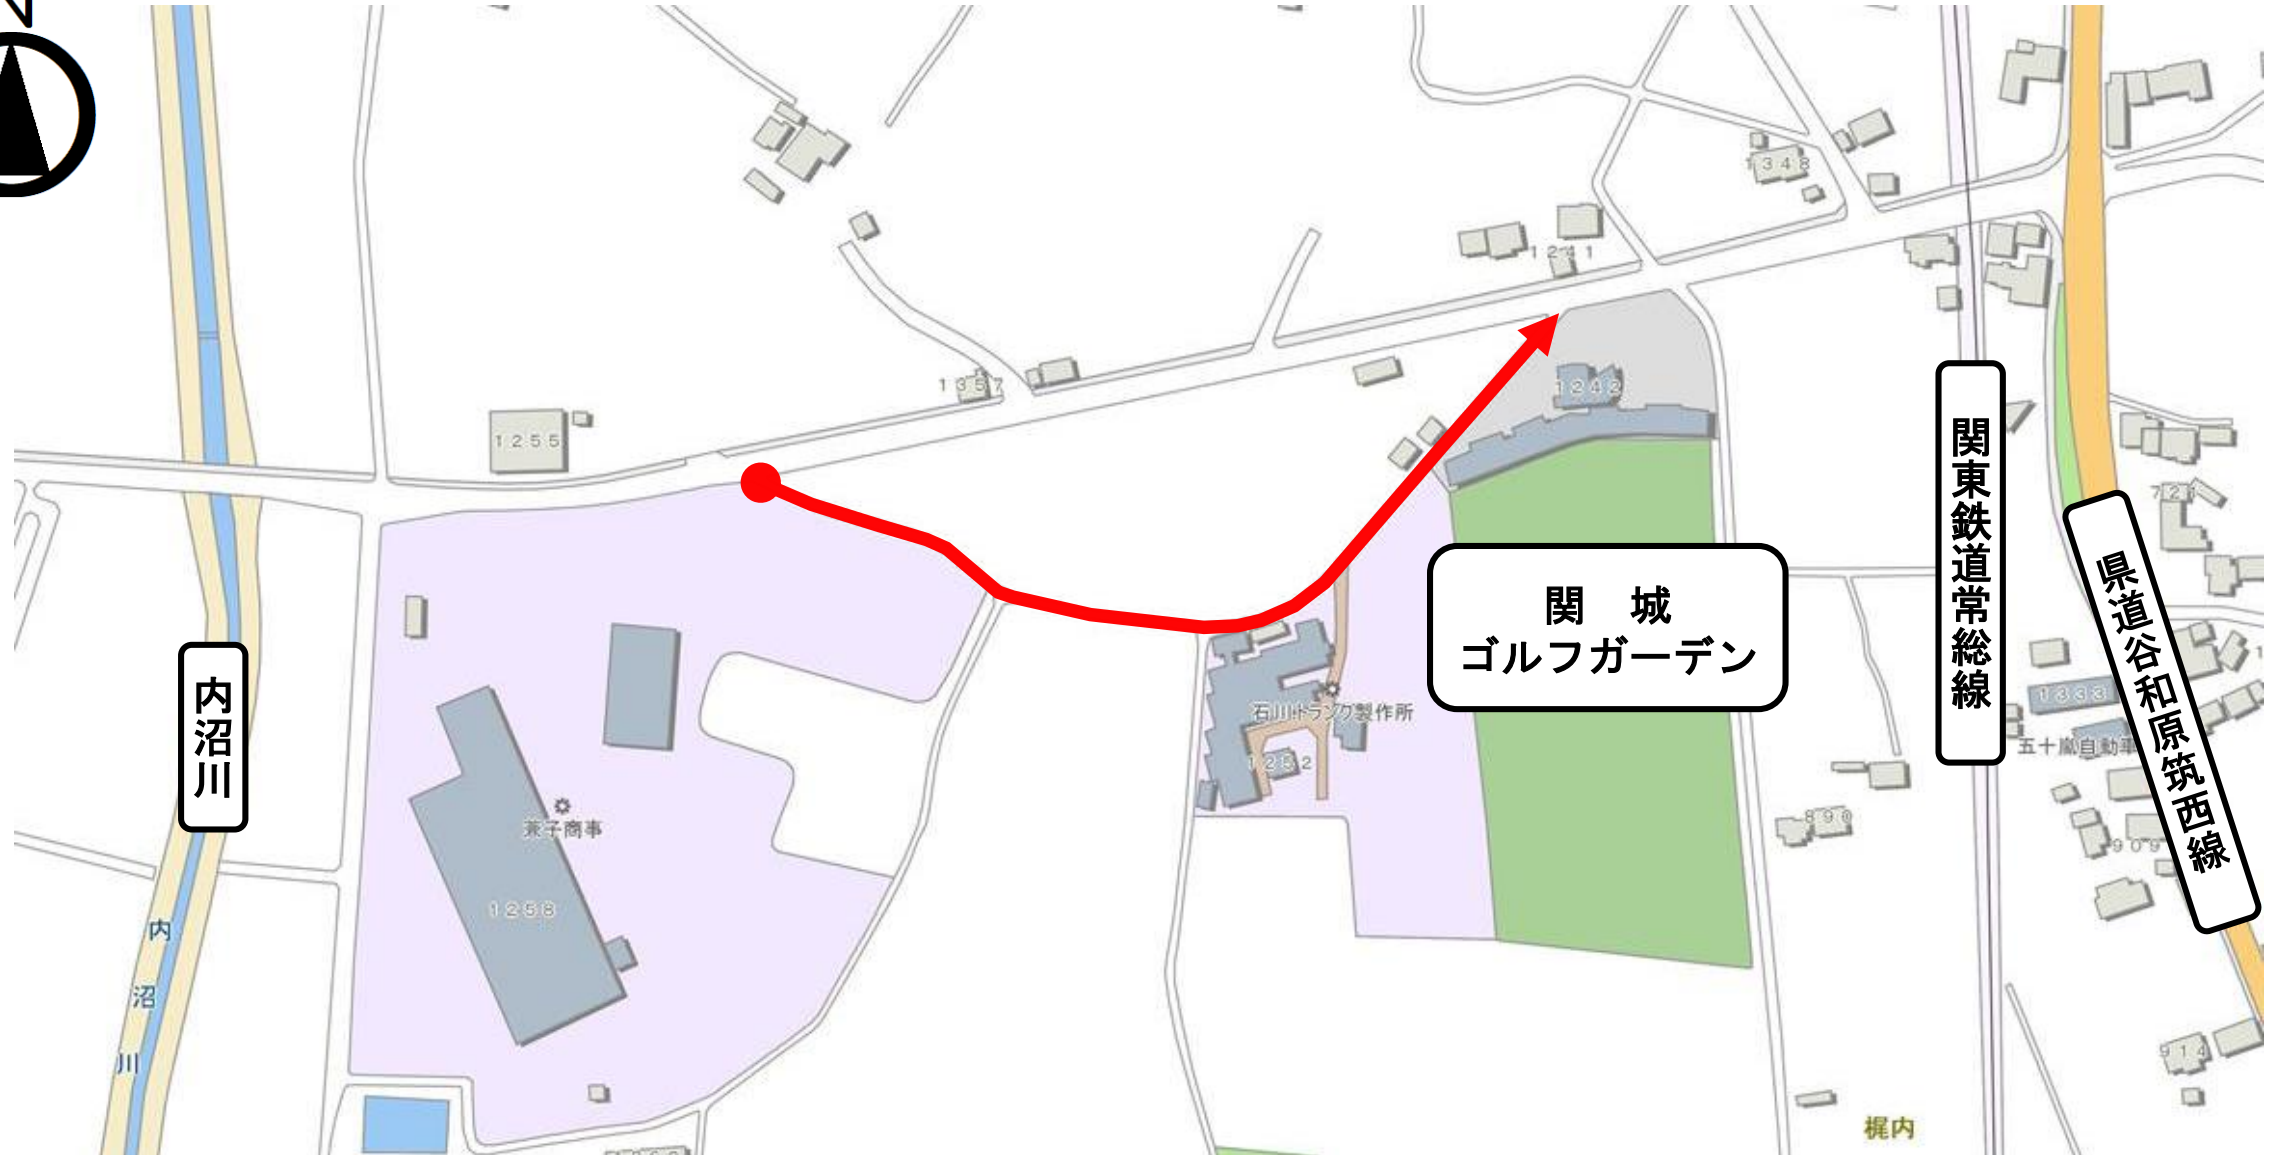 N
1348
1241
1357
1242
1255
関東鉄道常総線
721
県道谷和原筑西線
関　城
ゴルフガーデン
内沼川
1333
石川トランク製作所
五十嵐自動車
1252
兼子商事
890
909
1258
内沼川
914
梶内